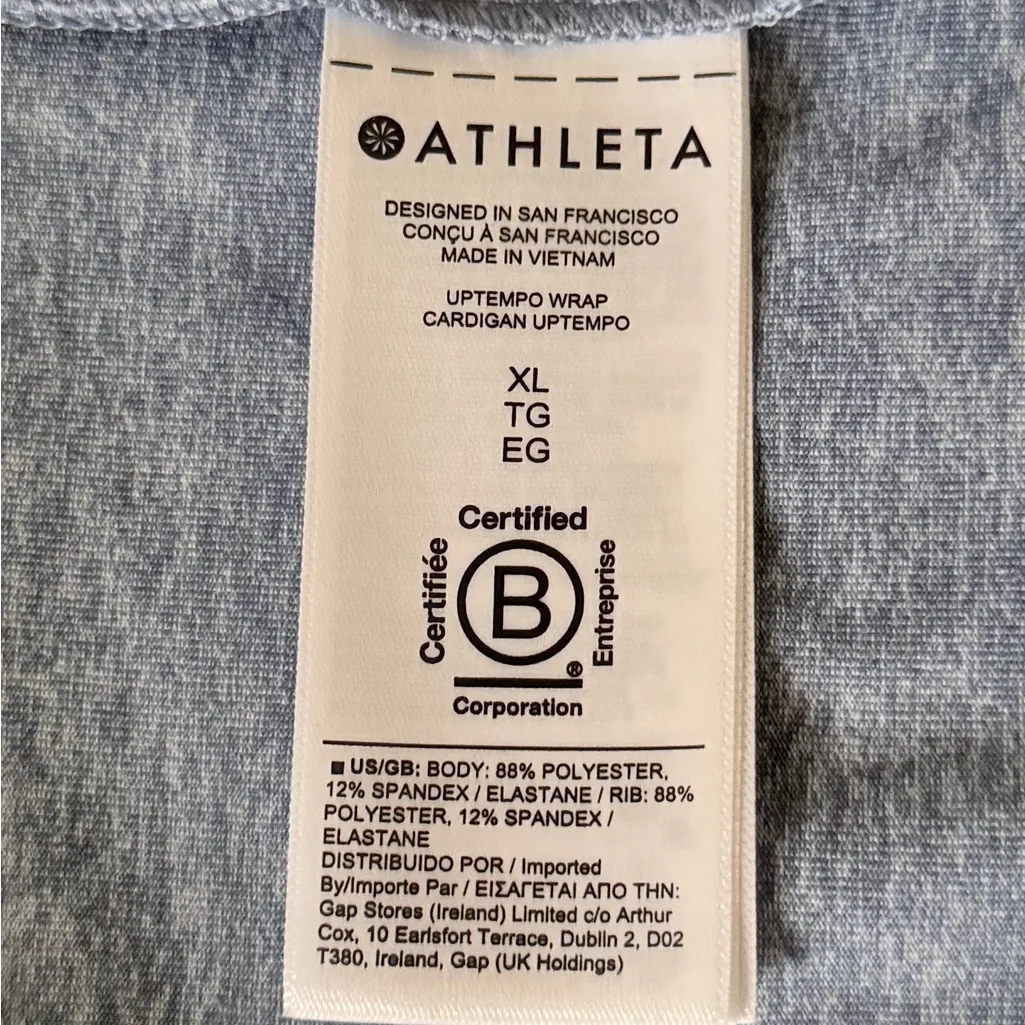 ATHLETA
DESIGNED IN SAN FRANCISCO
CONÇU À SAN FRANCISCO
MADE IN VIETNAM
UPTEMPO WRAP
CARDIGAN UPTEMPO
XL
TG
EG
Certified
Certifiée
B
Entreprise
®
Corporation
US/GB: BODY: 88% POLYESTER,
12% SPANDEX / ELASTANE / RIB: 88%
POLYESTER, 12% SPANDEX /
ELASTANE
DISTRIBUIDO POR / Imported
By/Importe Par / ΕΙΣΑΓΕΤΑΙ ΑΠΟ ΤΗΝ:
Gap Stores (Ireland) Limited c/o Arthur
Cox, 10 Earlsfort Terrace, Dublin 2, D02
T380, Ireland, Gap (UK Holdings)